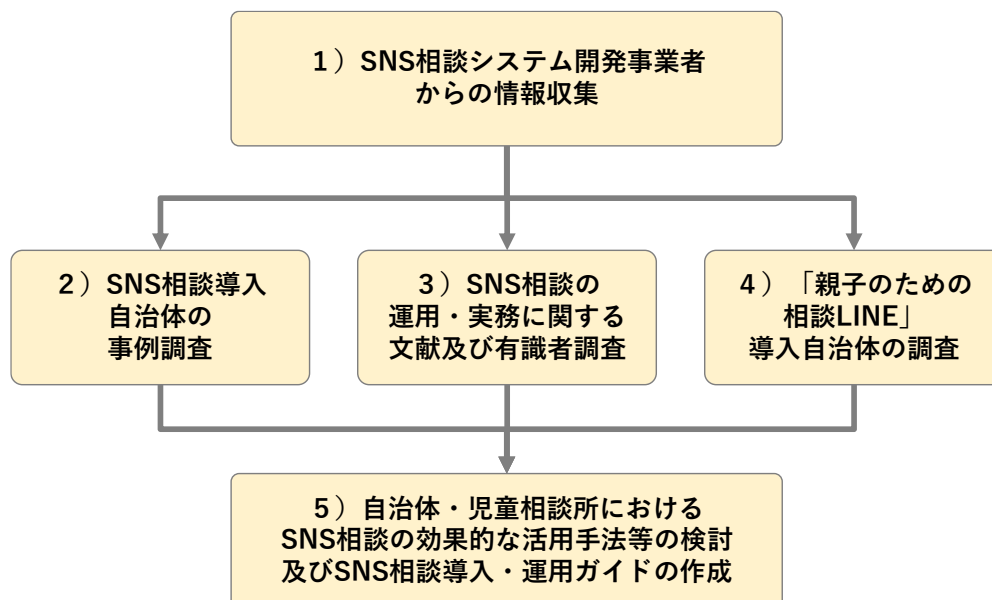 １）SNS相談システム開発事業者
からの情報収集
２）SNS相談導入
自治体の
事例調査
３）SNS相談の
運用・実務に関する
文献及び有識者調査
４）「親子のための
相談LINE」
導入自治体の調査
５）自治体・児童相談所における
SNS相談の効果的な活用手法等の検討
及びSNS相談導入・運用ガイドの作成